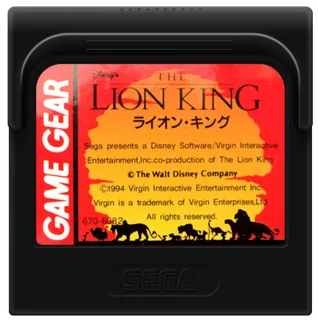 GAME GEAR
Disney's
THE
LION KING
ライオン・キング
Sega presents a Disney Software/Virgin Interactive
Entertainment,Inc.co-production of The Lion King.
© The Walt Disney Company
©1994 Virgin Interactive Entertainment Inc.
Virgin is a trademark of Virgin Enterprises,Ltd.
670-6982
All rights reserved.
SEGA